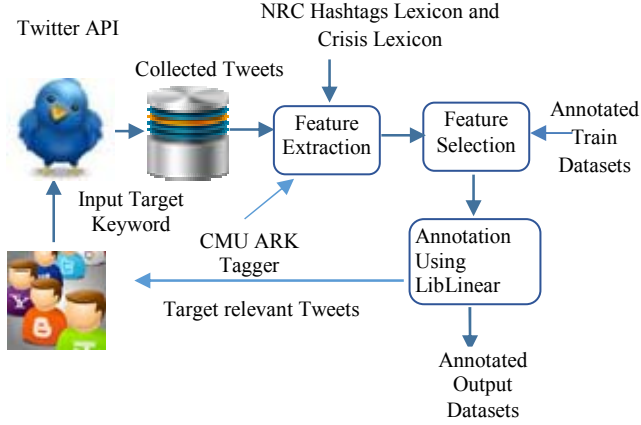 NRC Hashtags Lexicon and
Crisis Lexicon
Twitter API
Collected Tweets
Feature
Extraction
Feature
Selection
Annotated
Train
Datasets
Input Target
Keyword
CMU ARK
Tagger
Annotation
Using
LibLinear
Target relevant Tweets
Annotated
Output
Datasets